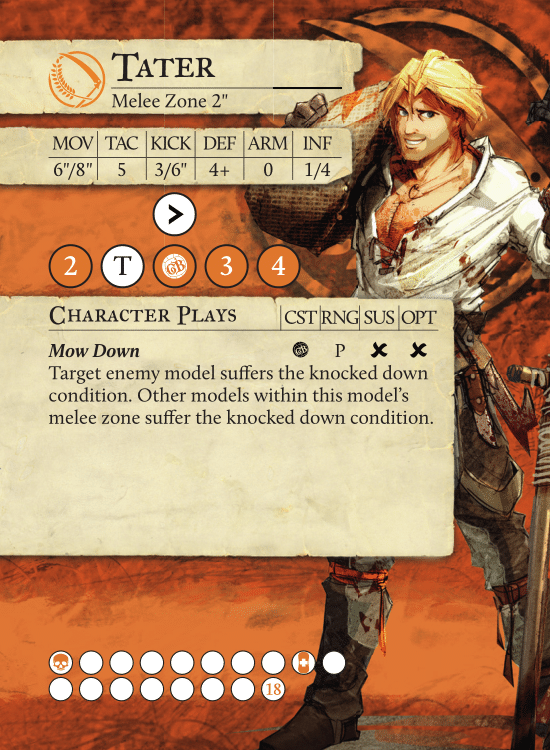 Tater
Melee Zone 2"
MOV TAC KICK DEF ARM INF
6"/8" 5 3/6" 4+ 0 1/4
>
2 T GB 3 4
Character Plays CST RNG SUS OPT
Mow Down GB P ✖ ✖
Target enemy model suffers the knocked down
condition. Other models within this model's
melee zone suffer the knocked down condition.
18